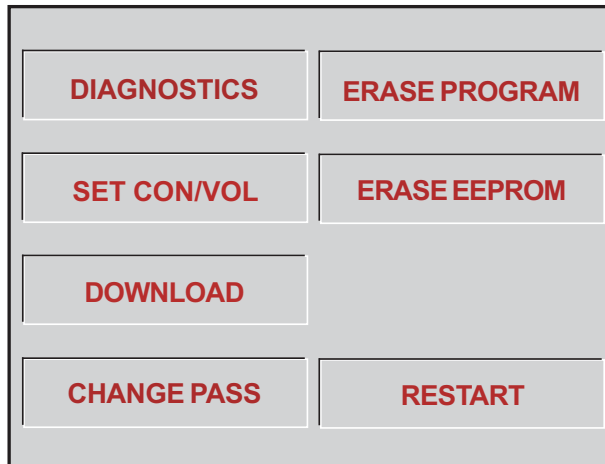 DIAGNOSTICS
ERASE PROGRAM
SET CON/VOL
ERASE EEPROM
DOWNLOAD
CHANGE PASS
RESTART